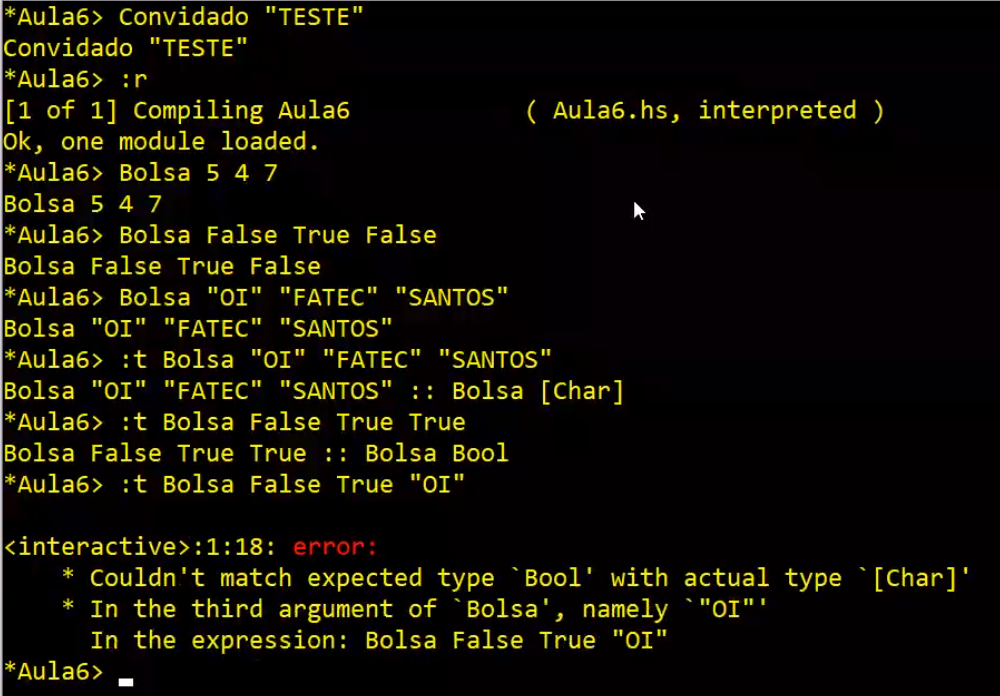 *Aula6> Convidado "TESTE"
Convidado "TESTE"
*Aula6> :r
[1 of 1] Compiling Aula6            ( Aula6.hs, interpreted )
Ok, one module loaded.
*Aula6> Bolsa 5 4 7
Bolsa 5 4 7
*Aula6> Bolsa False True False
Bolsa False True False
*Aula6> Bolsa "OI" "FATEC" "SANTOS"
Bolsa "OI" "FATEC" "SANTOS"
*Aula6> :t Bolsa "OI" "FATEC" "SANTOS"
Bolsa "OI" "FATEC" "SANTOS" :: Bolsa [Char]
*Aula6> :t Bolsa False True True
Bolsa False True True :: Bolsa Bool
*Aula6> :t Bolsa False True "OI"
<interactive>:1:18: error:
    * Couldn't match expected type `Bool' with actual type `[Char]'
    * In the third argument of `Bolsa', namely `"OI"'
      In the expression: Bolsa False True "OI"
*Aula6>